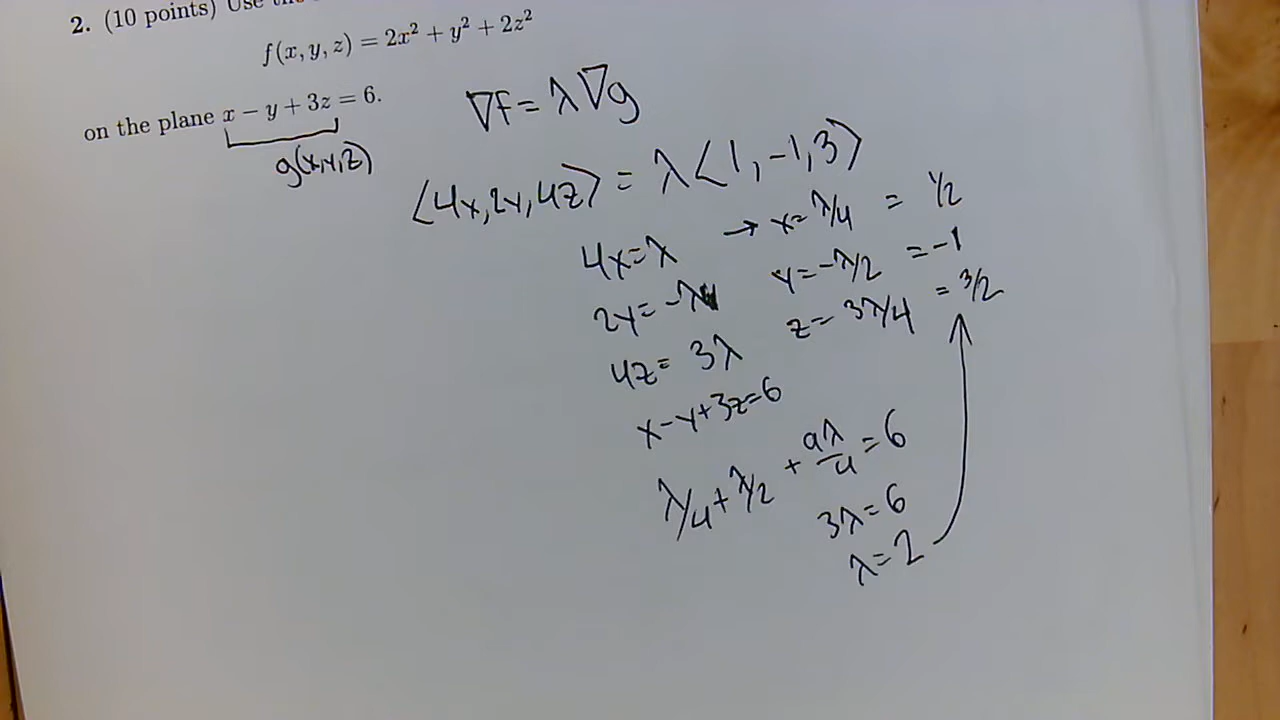 2. (10 points) Use
f(x, y, z) = 2x² + y² + 2z²
on the plane x − y + 3z = 6.
g(x,y,z)
∇f = λ∇g
⟨4x, 2y, 4z⟩ = λ⟨1, -1, 3⟩
4x = λ → x = λ/4 = 1/2
2y = -λ y = -λ/2 = -1
4z = 3λ z = 3λ/4 = 3/2
x-y+3z=6
λ/4 + λ/2 + 9λ/4 = 6
3λ = 6
λ = 2